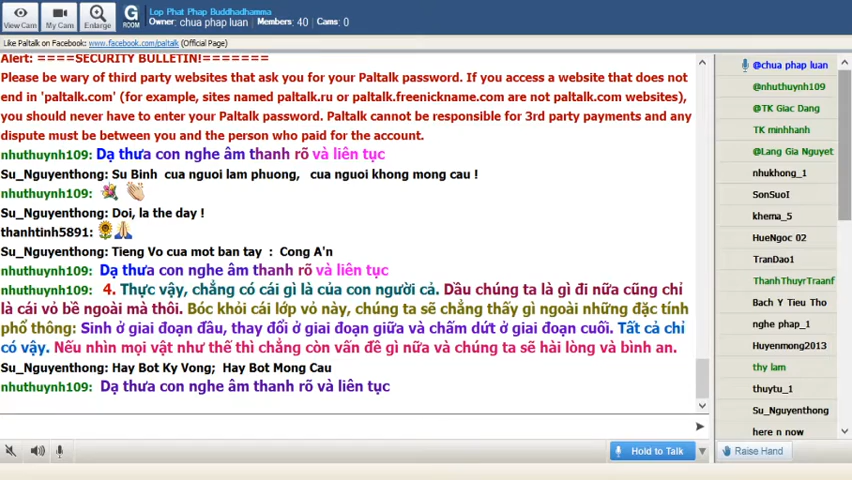 View Cam
My Cam
Enlarge
G
ROOM
Lop Phat Phap Buddhadhamma
Owner: chua phap luan
Members: 40
Cams: 0
Like Paltalk on Facebook: www.facebook.com/paltalk (Official Page)
Alert: ====SECURITY BULLETIN!=======
Please be wary of third party websites that ask you for your Paltalk password. If you access a website that does not
end in 'paltalk.com' (for example, sites named paltalk.ru or paltalk.freenickname.com are not paltalk.com websites),
you should never have to enter your Paltalk password. Paltalk cannot be responsible for 3rd party payments and any
dispute must be between you and the person who paid for the account.
nhuthuynh109: Dạ thưa con nghe âm thanh rõ và liên tục
Su_Nguyenthong: Su Binh cua nguoi lam phuong, cua nguoi khong mong cau !
nhuthuynh109:
Su_Nguyenthong: Doi, la the day !
thanhtinh5891:
Su_Nguyenthong: Tieng Vo cua mot ban tay : Cong A'n
nhuthuynh109: Dạ thưa con nghe âm thanh rõ và liên tục
nhuthuynh109: 4. Thực vậy, chẳng có cái gì là của con người cả. Dầu chúng ta là gì đi nữa cũng chỉ
là cái vỏ bề ngoài mà thôi. Bóc khỏi cái lớp vỏ này, chúng ta sẽ chẳng thấy gì ngoài những đặc tính
phổ thông: Sinh ở giai đoạn đầu, thay đổi ở giai đoạn giữa và chấm dứt ở giai đoạn cuối. Tất cả chỉ
có vậy. Nếu nhìn mọi vật như thế thì chẳng còn vấn đề gì nữa và chúng ta sẽ hài lòng và bình an.
Su_Nguyenthong: Hay Bot Ky Vong; Hay Bot Mong Cau
nhuthuynh109: Dạ thưa con nghe âm thanh rõ và liên tục
Hold to Talk
@chua phap luan
@nhuthuynh109
@TK Giac Dang
TK minhhanh
@Lang Gia Nguyet
nhukhong_1
SonSuoI
khema_5
HueNgoc 02
TranDao1
ThanhThuyrTraanf
Bach Y Tieu Tho
nghe phap_1
Huyenmong2013
thy lam
thuytu_1
Su_Nguyenthong
here n now
Raise Hand